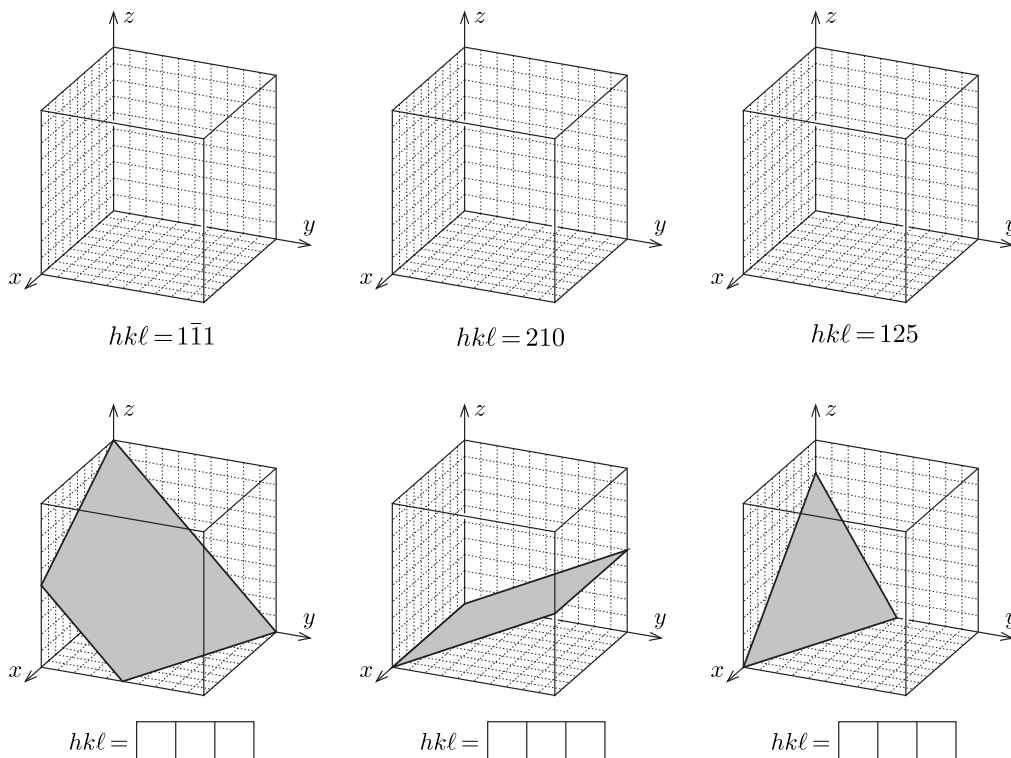 z z z
y y y
x x x
hkℓ = 11̄1 hkℓ = 210 hkℓ = 125
z z z
y y y
x x x
hkℓ = hkℓ = hkℓ =